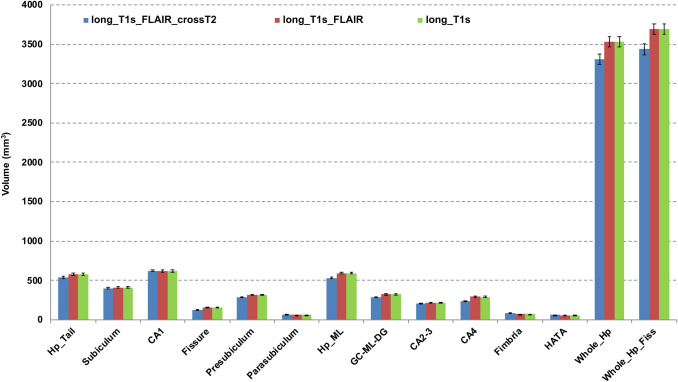 long_T1s_FLAIR_crossT2 long_T1s_FLAIR long_T1s
Volume (mm³)
4000
3500
3000
2500
2000
1500
1000
500
0
Hp_Tail
Subiculum
CA1
Fissure
Presubiculum
Parasubiculum
Hp_ML
GC-ML-DG
CA2-3
CA4
Fimbria
HATA
Whole_Hp
Whole_Hp_Fiss